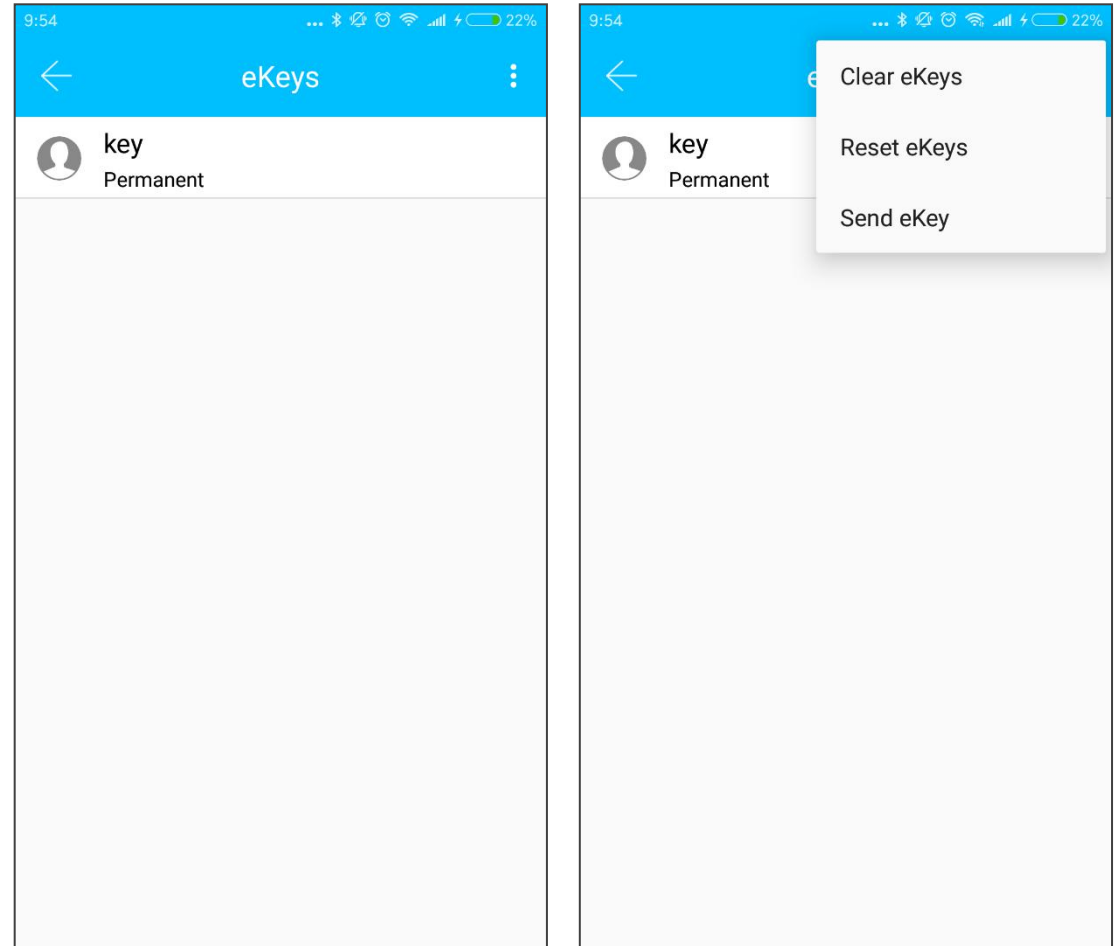 9:54
... 22%
eKeys
key
Permanent
9:54
... 22%
e
Clear eKeys
key
Reset eKeys
Permanent
Send eKey